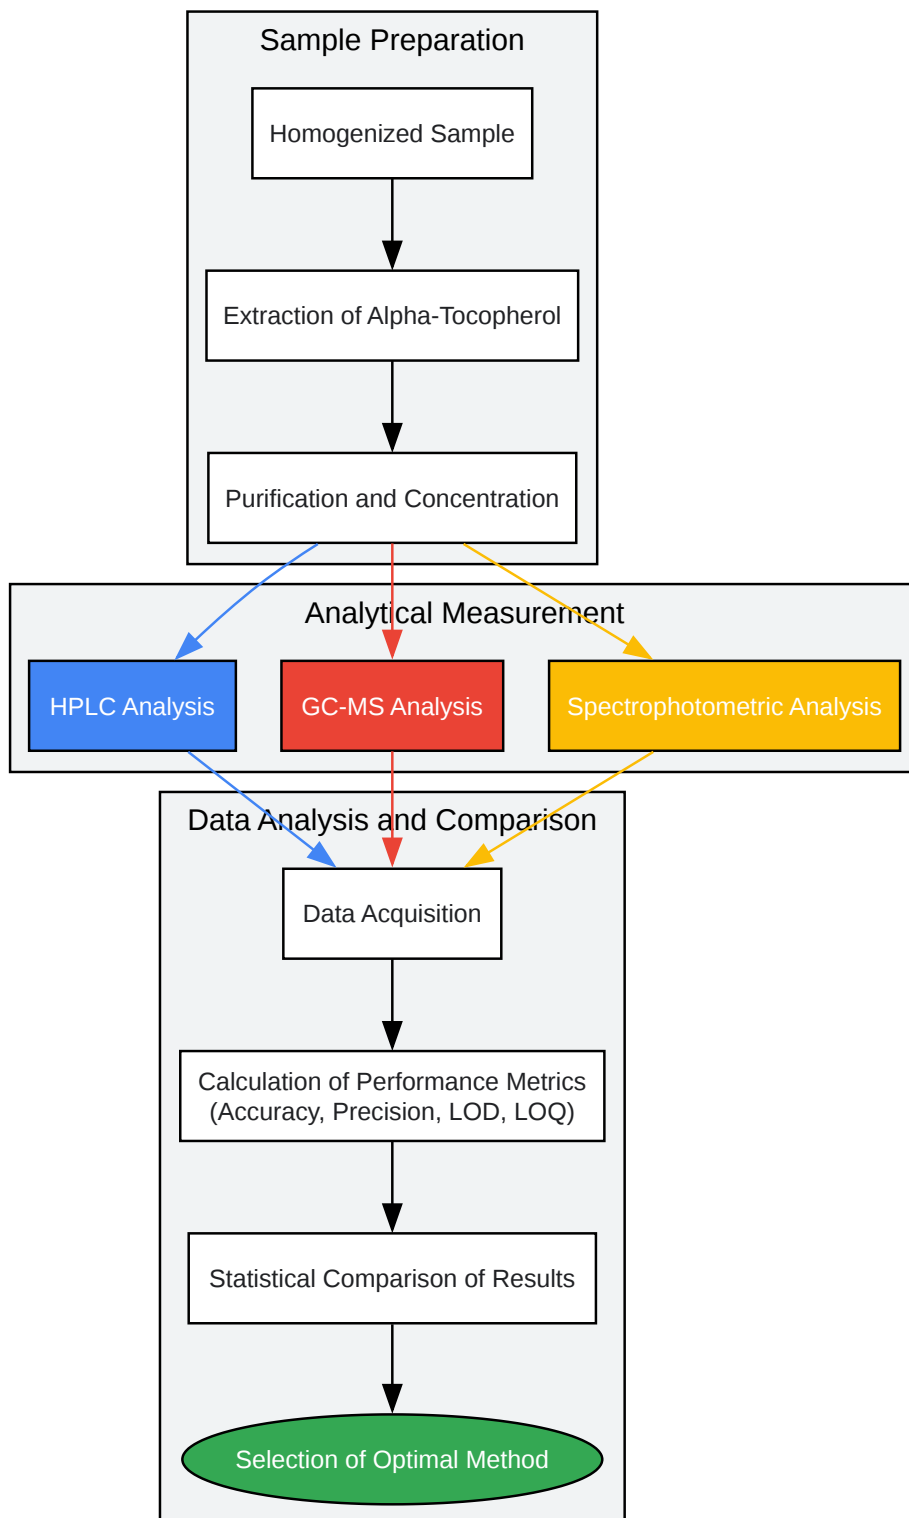 Sample Preparation
Homogenized Sample
Extraction of Alpha-Tocopherol
Purification and Concentration
Analytical Measurement
HPLC Analysis
GC-MS Analysis
Spectrophotometric Analysis
Data Analysis and Comparison
Data Acquisition
Calculation of Performance Metrics
(Accuracy, Precision, LOD, LOQ)
Statistical Comparison of Results
Selection of Optimal Method